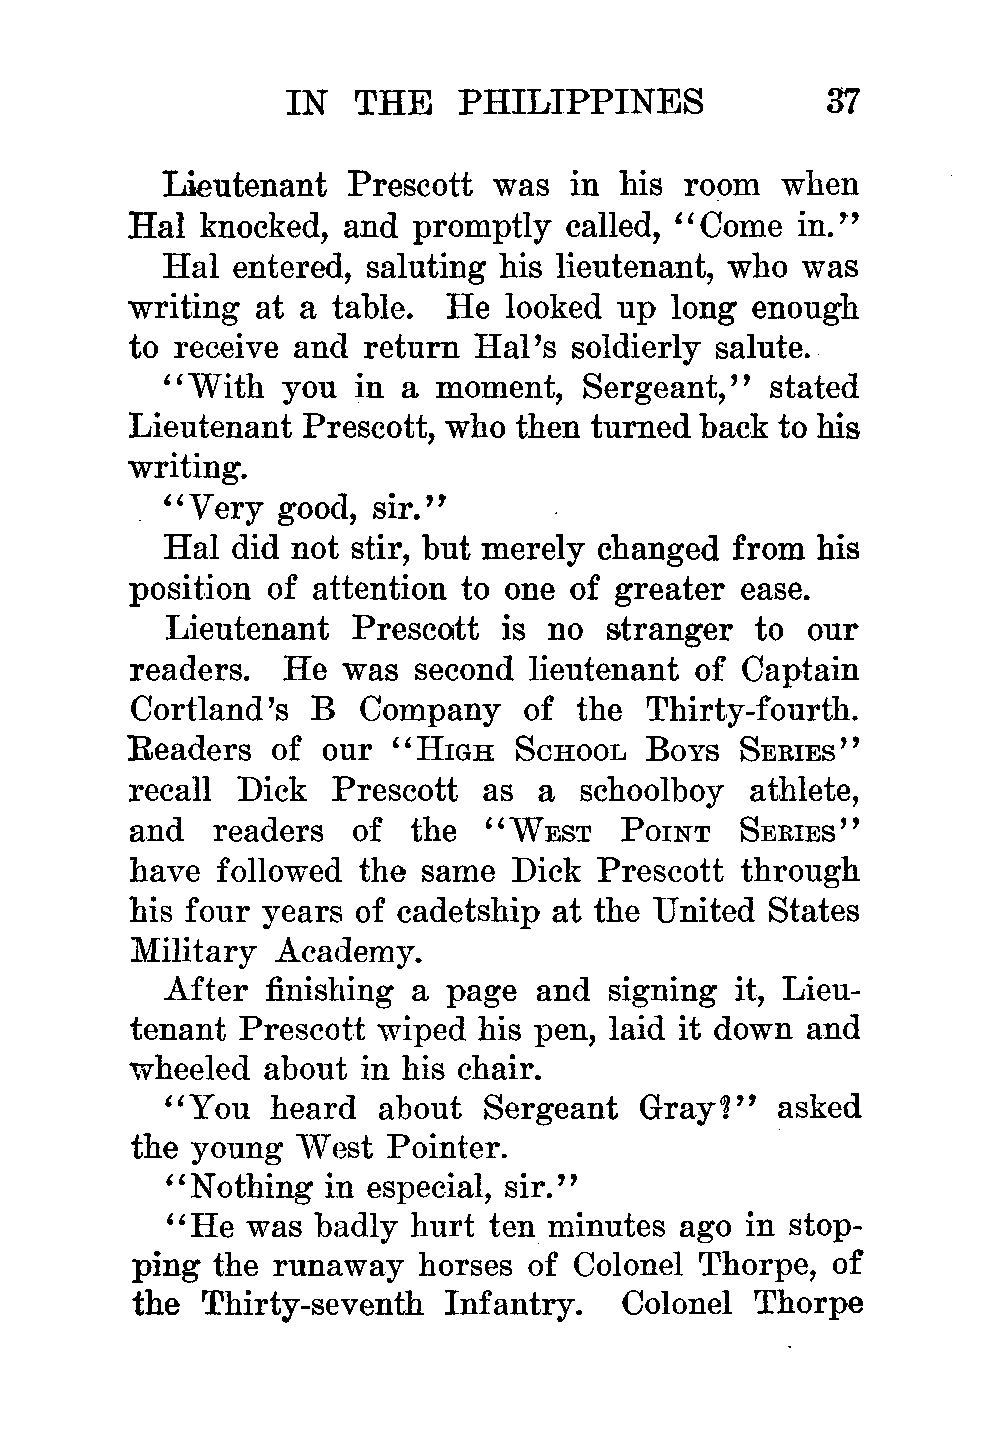 IN THE PHILIPPINES 37
Lieutenant Prescott was in his room when
Hal knocked, and promptly called, "Come in."
Hal entered, saluting his lieutenant, who was
writing at a table. He looked up long enough
to receive and return Hal's soldierly salute.
"With you in a moment, Sergeant," stated
Lieutenant Prescott, who then turned back to his
writing.
"Very good, sir."
Hal did not stir, but merely changed from his
position of attention to one of greater ease.
Lieutenant Prescott is no stranger to our
readers. He was second lieutenant of Captain
Cortland's B Company of the Thirty-fourth.
Readers of our "HIGH SCHOOL BOYS SERIES"
recall Dick Prescott as a schoolboy athlete,
and readers of the "WEST POINT SERIES"
have followed the same Dick Prescott through
his four years of cadetship at the United States
Military Academy.
After finishing a page and signing it, Lieu-
tenant Prescott wiped his pen, laid it down and
wheeled about in his chair.
"You heard about Sergeant Gray?" asked
the young West Pointer.
"Nothing in especial, sir."
"He was badly hurt ten minutes ago in stop-
ping the runaway horses of Colonel Thorpe, of
the Thirty-seventh Infantry. Colonel Thorpe